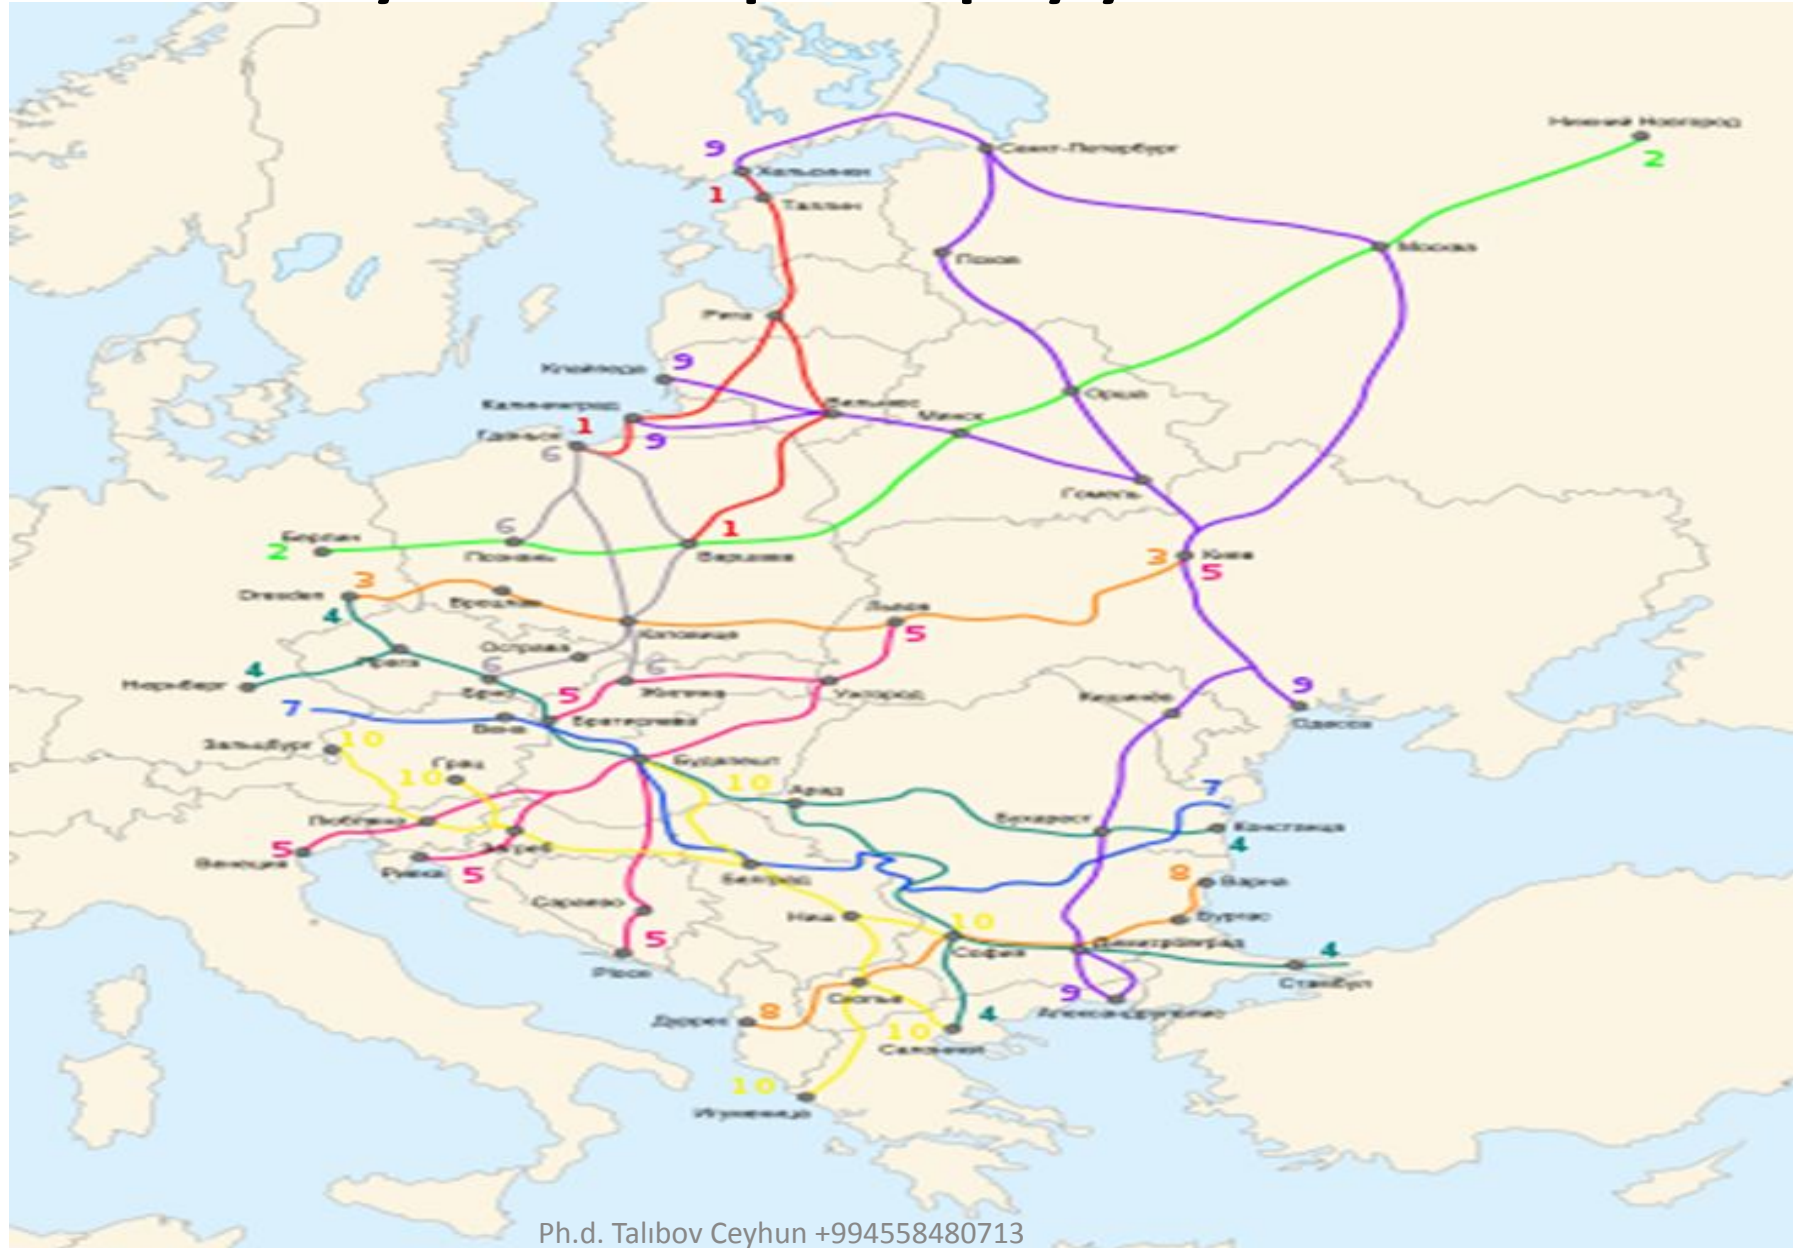 Нижний Новгород
2
9
Санкт-Петербург
Хельсинки
1
Таллин
Москва
Псков
Рига
9
Клайпеда
Калининград
Вильнюс
Минск
Орша
1
9
Гданьск
6
Гомель
6
1
Берлин
2
Познань
Варшава
3
Киев
5
3
Dresden
Вроцлав
Львов
4
5
Катовице
Острава
Прага
4
6
6
Нюрнберг
Брно
5
Жилина
Ужгород
9
Кишинёв
7
Вена
Братислава
Одесса
Зальцбург
10
Грац
10
Будапешт
10
Арад
7
Любляна
Бухарест
Констанца
4
Загреб
5
Венеция
Риека
5
Белград
8
Варна
Сараево
Ниш
10
Бургас
5
София
Димитровград
4
Ploce
Стамбул
Скопье
9
Дуррес
8
4
Александруполис
10
Салоники
10
Игуменица
Ph.d. Talıbov Ceyhun +994558480713